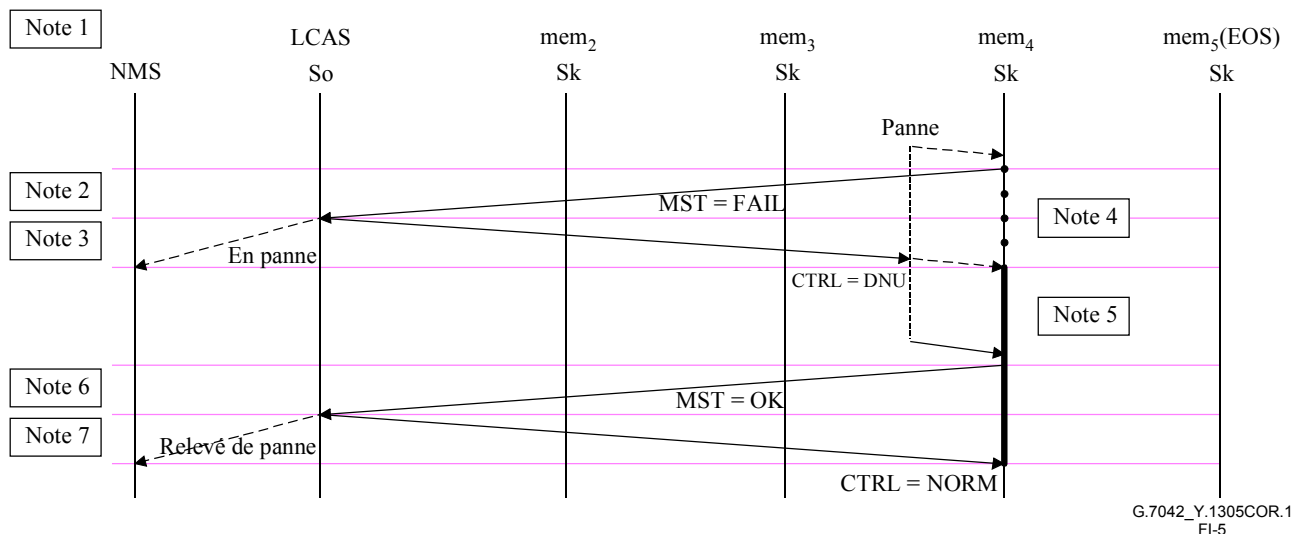 Note 1
LCAS
mem2
mem3
mem4
mem5(EOS)
NMS
So
Sk
Sk
Sk
Sk
Panne
Note 2
MST = FAIL
Note 4
Note 3
En panne
CTRL = DNU
Note 5
Note 6
MST = OK
Note 7
Relevé de panne
CTRL = NORM
G.7042_Y.1305COR.1
FI-5